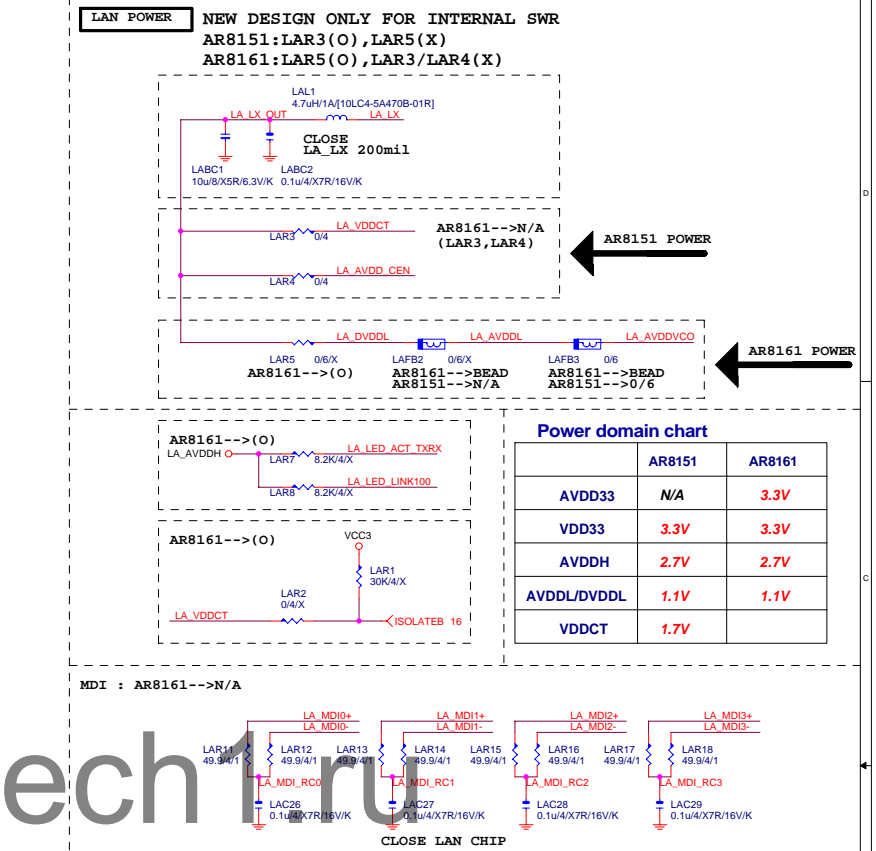 LAN POWER
NEW DESIGN ONLY FOR INTERNAL SWR
AR8151:LAR3(O),LAR5(X)
AR8161:LAR5(O),LAR3/LAR4(X)
LAL1
4.7uH/1A/[10LC4-5A470B-01R]
LA_LX_OUT
LA_LX
CLOSE
LA_LX 200mil
LABC1
10u/8/X5R/6.3V/K
LABC2
0.1u/4/X7R/16V/K
D
LA_VDDCT
LAR3 0/4
AR8161-->N/A
(LAR3,LAR4)
AR8151 POWER
LA_AVDD_CEN
LAR4 0/4
LA_DVDDL
LA_AVDDL
LA_AVDDVCO
LAR5 0/6/X
AR8161-->(O)
LAFB2 0/6/X
AR8161-->BEAD
AR8151-->N/A
LAFB3 0/6
AR8161-->BEAD
AR8151-->0/6
AR8161 POWER
AR8161-->(O)
LA_AVDDH
LA_LED_ACT_TXRX
LAR7 8.2K/4/X
LA_LED_LINK100
LAR8 8.2K/4/X
AR8161-->(O)
VCC3
LAR1
30K/4/X
LAR2
0/4/X
LA_VDDCT
ISOLATEB 16
Power domain chart
AR8151 AR8161
AVDD33 N/A 3.3V
VDD33 3.3V 3.3V
AVDDH 2.7V 2.7V
AVDDL/DVDDL 1.1V 1.1V
VDDCT 1.7V
C
MDI : AR8161-->N/A
LA_MDI0+
LA_MDI0-
LA_MDI1+
LA_MDI1-
LA_MDI2+
LA_MDI2-
LA_MDI3+
LA_MDI3-
LAR11
49.9/4/1
LAR12
49.9/4/1
LAR13
49.9/4/1
LAR14
49.9/4/1
LAR15
49.9/4/1
LAR16
49.9/4/1
LAR17
49.9/4/1
LAR18
49.9/4/1
LA_MDI_RC0
LA_MDI_RC1
LA_MDI_RC2
LA_MDI_RC3
LAC26
0.1u/4/X7R/16V/K
LAC27
0.1u/4/X7R/16V/K
LAC28
0.1u/4/X7R/16V/K
LAC29
0.1u/4/X7R/16V/K
CLOSE LAN CHIP
ech1.ru